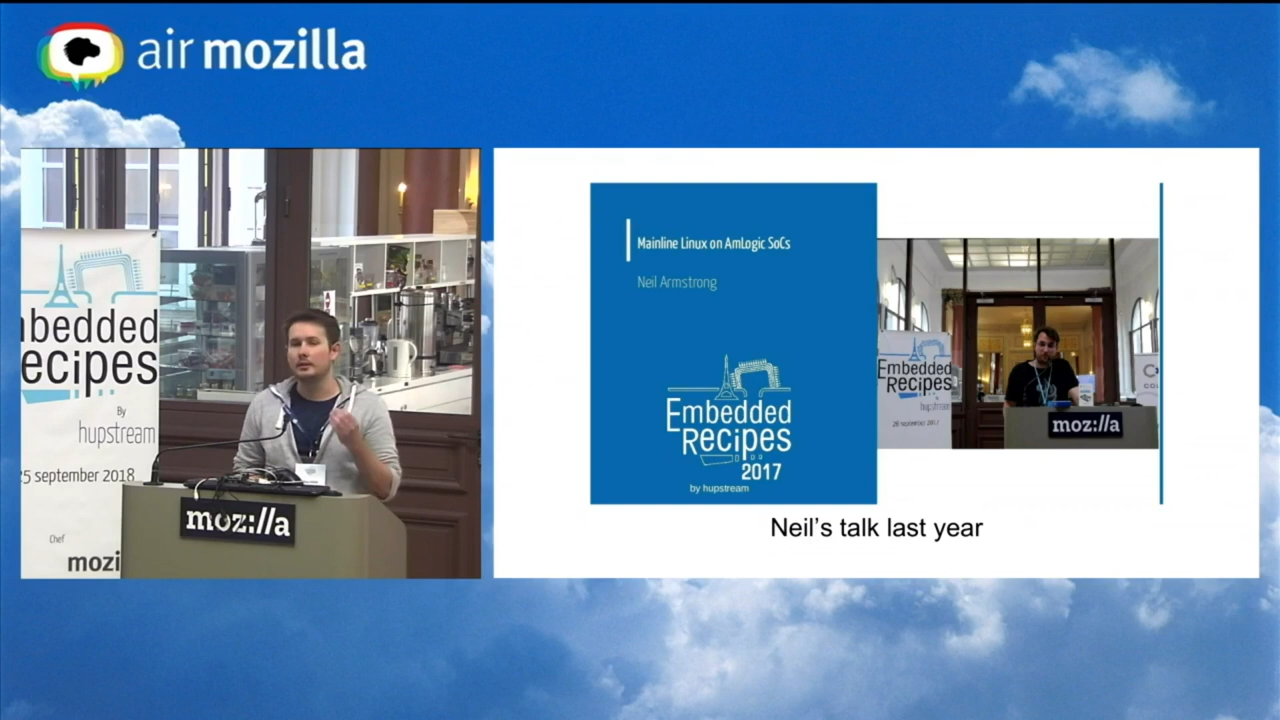 air mozilla
mbedded
ecipes
By
hupstream
5 september 2018
Chef
mozi
moz://a
Mainline Linux on AmLogic SoCs
Neil Armstrong
Embedded
Recipes
2017
by hupstream
Embedded
Recipes
hupstream
moz://a
Neil's talk last year